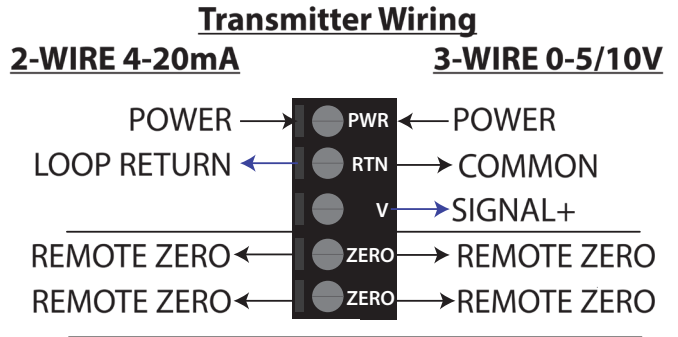 Transmitter Wiring
2-WIRE 4-20mA 3-WIRE 0-5/10V
POWER PWR POWER
LOOP RETURN RTN COMMON
V SIGNAL+
REMOTE ZERO ZERO REMOTE ZERO
REMOTE ZERO ZERO REMOTE ZERO